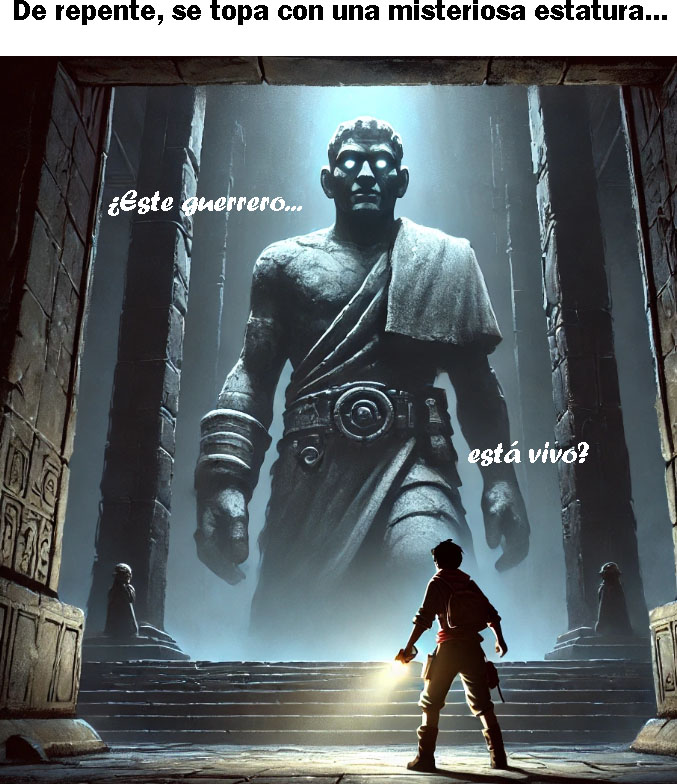 De repente, se topa con una misteriosa estatura...
¿Este guerrero...
está vivo?